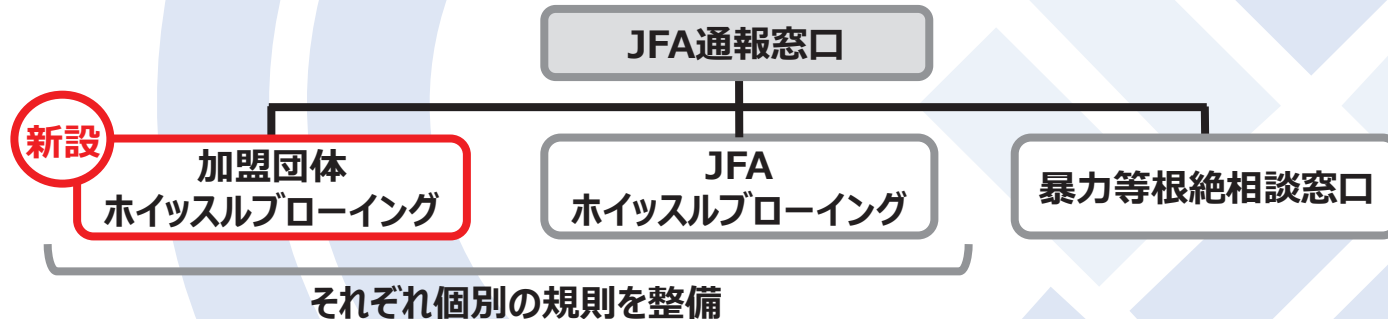 JFA通報窓口
新設
加盟団体
ホイッスルブローイング
JFA
ホイッスルブローイング
暴力等根絶相談窓口
それぞれ個別の規則を整備